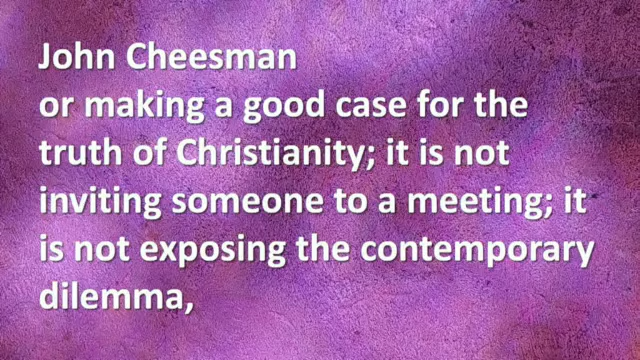 John Cheesman
or making a good case for the
truth of Christianity; it is not
inviting someone to a meeting; it
is not exposing the contemporary
dilemma,